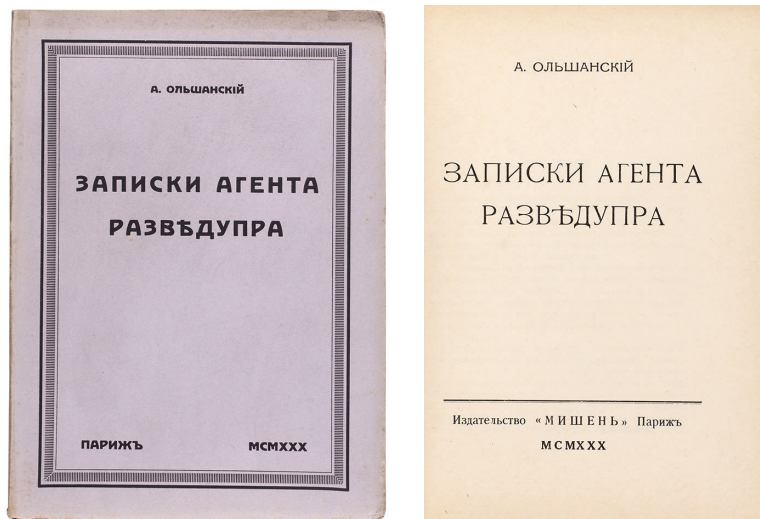 А. ОЛЬШАНСКІЙ
ЗАПИСКИ АГЕНТА
РАЗВѢДУПРА
ПАРИЖЪ MCMXXX
А. ОЛЬШАНСКІЙ
ЗАПИСКИ АГЕНТА
РАЗВѢДУПРА
Издательство «МИШЕНЬ» Парижъ
MCMXXX